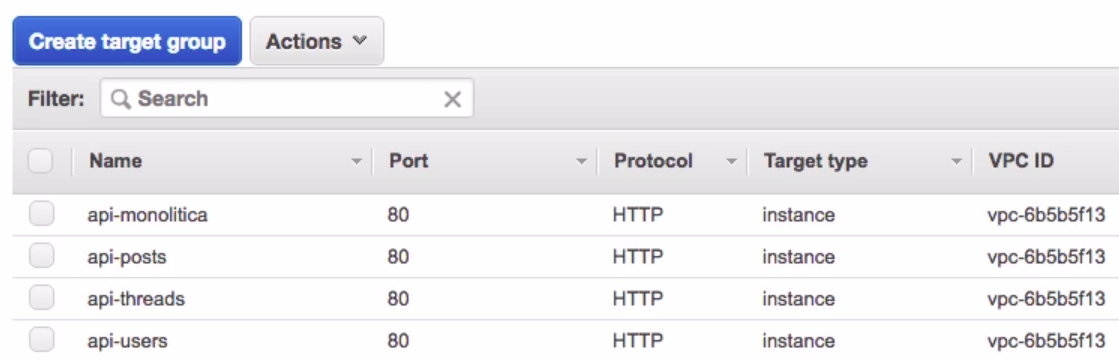 Create target group Actions
Filter: Search
Name Port Protocol Target type VPC ID
api-monolitica 80 HTTP instance vpc-6b5b5f13
api-posts 80 HTTP instance vpc-6b5b5f13
api-threads 80 HTTP instance vpc-6b5b5f13
api-users 80 HTTP instance vpc-6b5b5f13